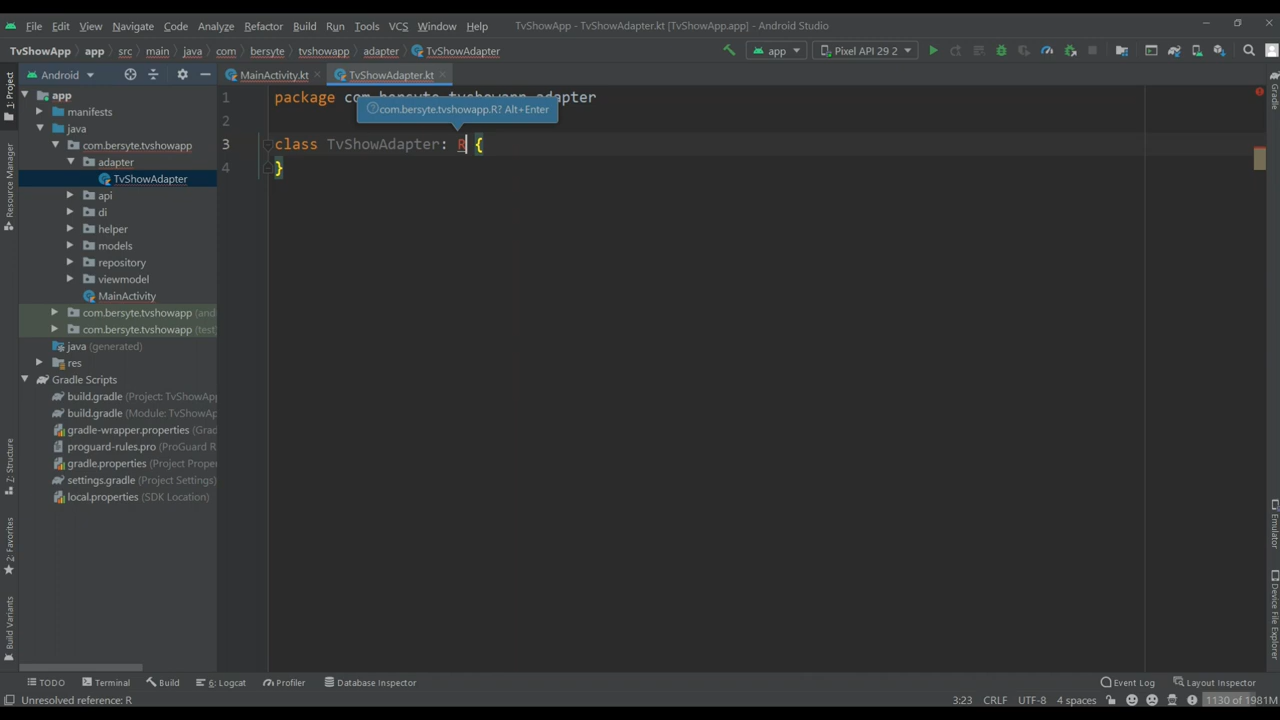 File Edit View Navigate Code Analyze Refactor Build Run Tools VCS Window Help TvShowApp - TvShowAdapter.kt [TvShowApp.app] - Android Studio
TvShowApp app src main java com bersyte tvshowapp adapter TvShowAdapter app Pixel API 29 2
Android MainActivity.kt TvShowAdapter.kt
1: Project
Resource Manager
Z: Structure
2: Favorites
Build Variants
app
manifests
java
com.bersyte.tvshowapp
adapter
TvShowAdapter
api
di
helper
models
repository
viewmodel
MainActivity
com.bersyte.tvshowapp (and
com.bersyte.tvshowapp (test)
java (generated)
res
Gradle Scripts
build.gradle (Project: TvShowApp
build.gradle (Module: TvShowAp
gradle-wrapper.properties (Grad
proguard-rules.pro (ProGuard R
gradle.properties (Project Proper
settings.gradle (Project Settings)
local.properties (SDK Location)
1 package com.bersyte.tvshowapp.adapter
com.bersyte.tvshowapp.R? Alt+Enter
2
3 class TvShowAdapter: R {
4 }
Gradle
Emulator
Device File Explorer
TODO Terminal Build 6: Logcat Profiler Database Inspector Event Log Layout Inspector
Unresolved reference: R 3:23 CRLF UTF-8 4 spaces 1130 of 1981M